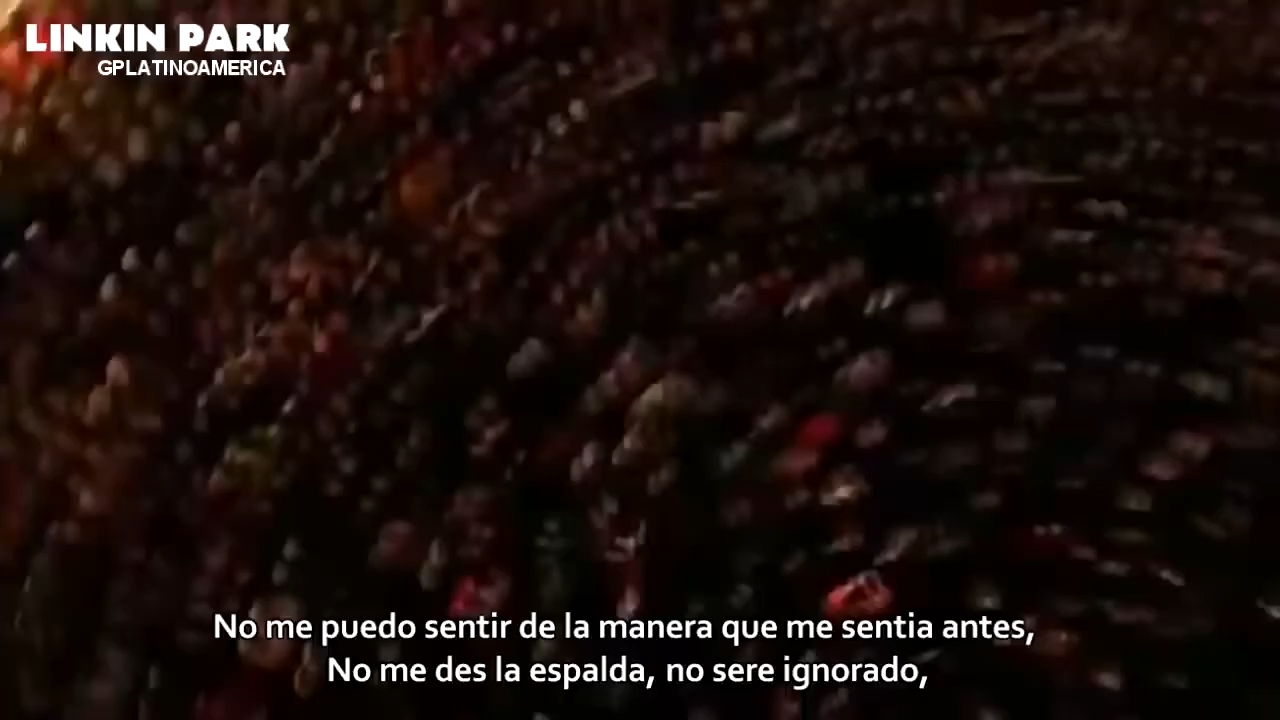 LINKIN PARK
GPLATINOAMERICA
No me puedo sentir de la manera que me sentia antes,
No me des la espalda, no sere ignorado,